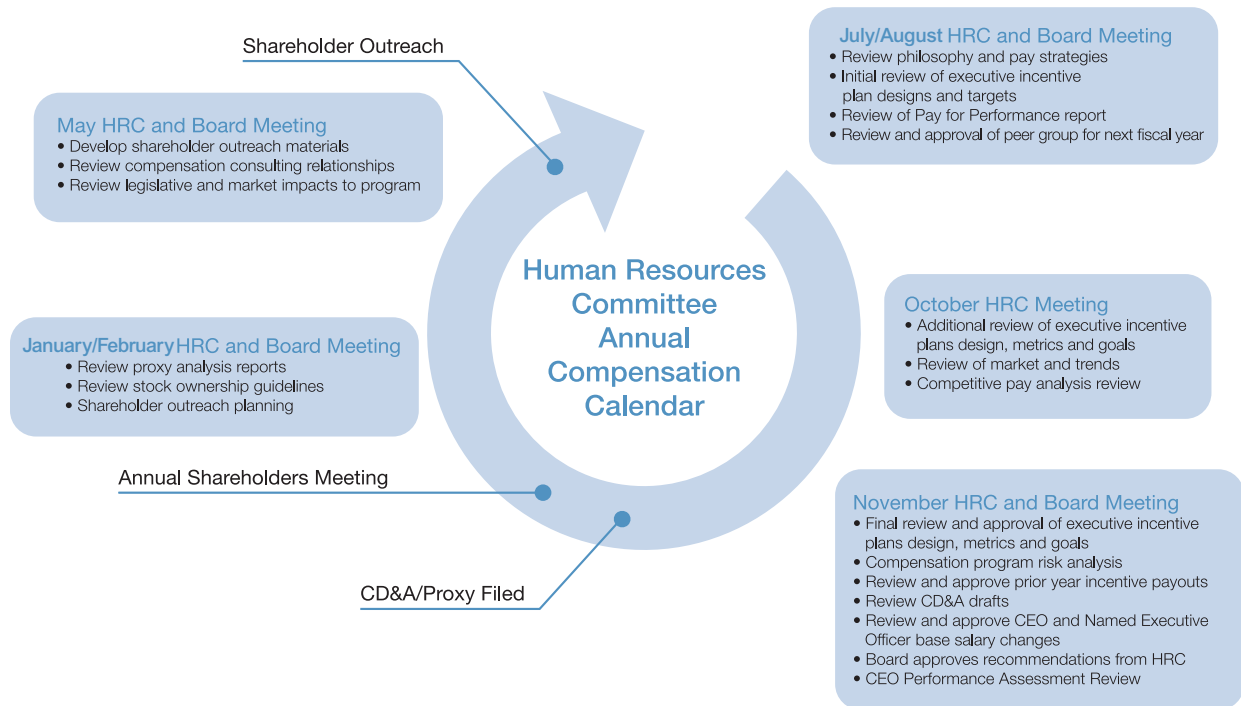 Shareholder Outreach
July/August HRC and Board Meeting
• Review philosophy and pay strategies
• Initial review of executive incentive
plan designs and targets
• Review of Pay for Performance report
• Review and approval of peer group for next fiscal year
May HRC and Board Meeting
• Develop shareholder outreach materials
• Review compensation consulting relationships
• Review legislative and market impacts to program
Human Resources
Committee
Annual
Compensation
Calendar
October HRC Meeting
• Additional review of executive incentive
plans design, metrics and goals
• Review of market and trends
• Competitive pay analysis review
January/February HRC and Board Meeting
• Review proxy analysis reports
• Review stock ownership guidelines
• Shareholder outreach planning
Annual Shareholders Meeting
CD&A/Proxy Filed
November HRC and Board Meeting
• Final review and approval of executive incentive
plans design, metrics and goals
• Compensation program risk analysis
• Review and approve prior year incentive payouts
• Review CD&A drafts
• Review and approve CEO and Named Executive
Officer base salary changes
• Board approves recommendations from HRC
• CEO Performance Assessment Review